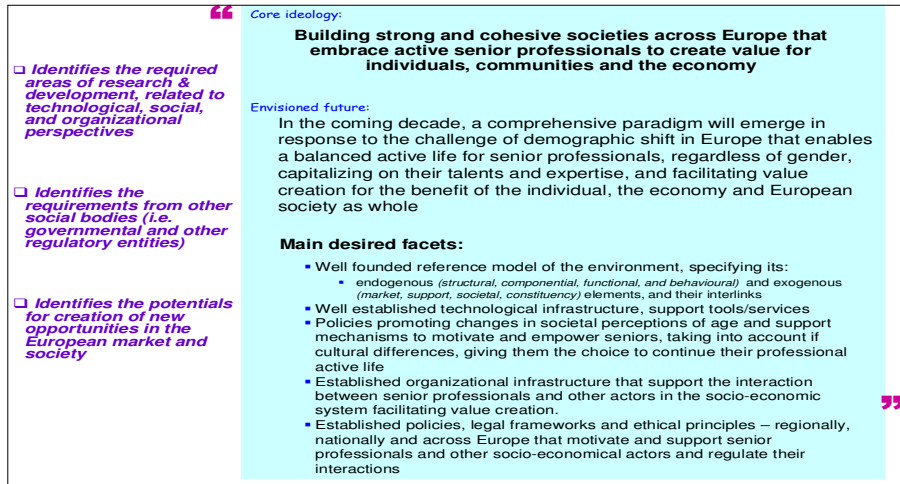 “
❑ Identifies the required
areas of research &
development, related to
technological, social,
and organizational
perspectives
❑ Identifies the
requirements from other
social bodies (i.e.
governmental and other
regulatory entities)
❑ Identifies the potentials
for creation of new
opportunities in the
European market and
society
Core ideology:
Building strong and cohesive societies across Europe that
embrace active senior professionals to create value for
individuals, communities and the economy
Envisioned future:
In the coming decade, a comprehensive paradigm will emerge in
response to the challenge of demographic shift in Europe that enables
a balanced active life for senior professionals, regardless of gender,
capitalizing on their talents and expertise, and facilitating value
creation for the benefit of the individual, the economy and European
society as whole
Main desired facets:
▪ Well founded reference model of the environment, specifying its:
▪ endogenous (structural, componential, functional, and behavioural) and exogenous
(market, support, societal, constituency) elements, and their interlinks
▪ Well established technological infrastructure, support tools/services
▪ Policies promoting changes in societal perceptions of age and support
mechanisms to motivate and empower seniors, taking into account if
cultural differences, giving them the choice to continue their professional
active life
▪ Established organizational infrastructure that support the interaction
between senior professionals and other actors in the socio-economic
system facilitating value creation.
▪ Established policies, legal frameworks and ethical principles – regionally,
nationally and across Europe that motivate and support senior
professionals and other socio-economical actors and regulate their
interactions
”